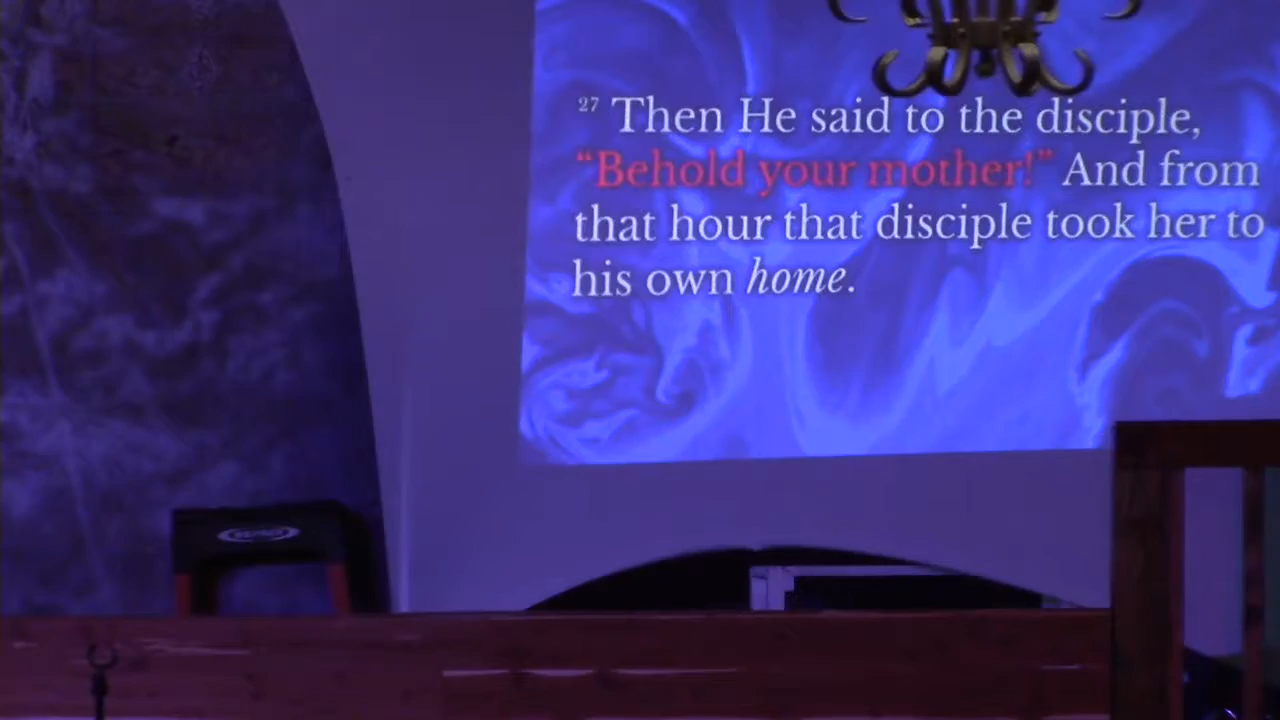 27 Then He said to the disciple,
“Behold your mother!” And from
that hour that disciple took her to
his own home.